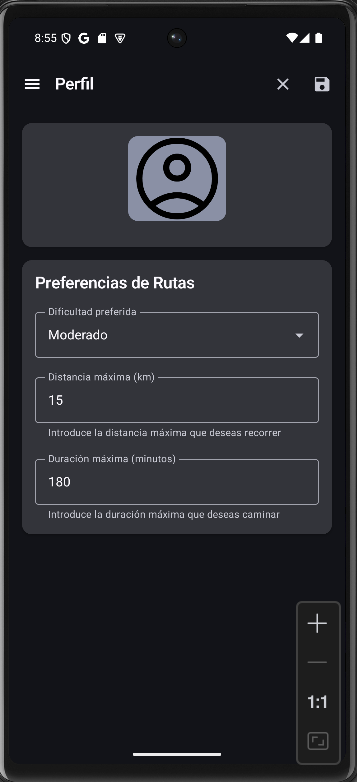 8:55
Perfil
Preferencias de Rutas
Dificultad preferida
Moderado
Distancia máxima (km)
15
Introduce la distancia máxima que deseas recorrer
Duración máxima (minutos)
180
Introduce la duración máxima que deseas caminar
1:1